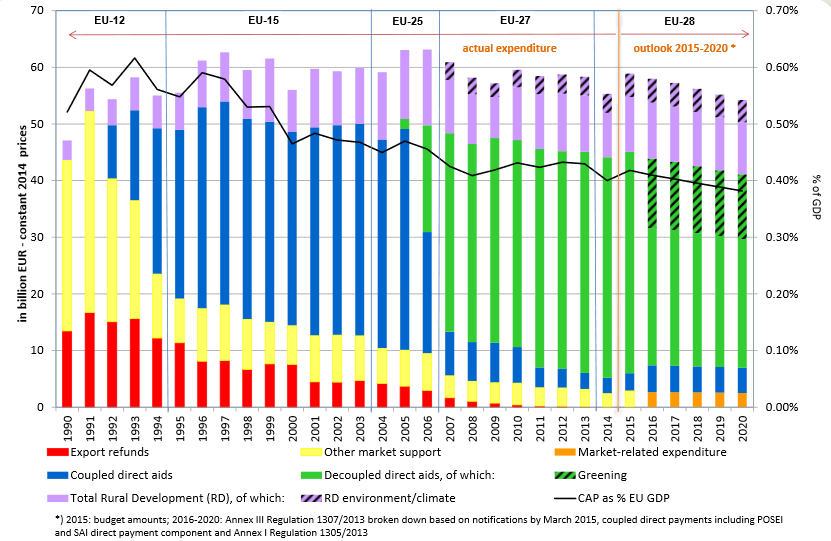 EU-12 EU-15 EU-25 EU-27 EU-28
actual expenditure outlook 2015-2020 *
70 0.70%
60 0.60%
50 0.50%
40 0.40%
30 0.30%
20 0.20%
10 0.10%
0 0.00%
in billion EUR - constant 2014 prices
% of GDP
1990 1991 1992 1993 1994 1995 1996 1997 1998 1999 2000 2001 2002 2003 2004 2005 2006 2007 2008 2009 2010 2011 2012 2013 2014 2015 2016 2017 2018 2019 2020
Export refunds Other market support Market-related expenditure
Coupled direct aids Decoupled direct aids, of which: Greening
Total Rural Development (RD), of which: RD environment/climate CAP as % EU GDP
*) 2015: budget amounts; 2016-2020: Annex III Regulation 1307/2013 broken down based on notifications by March 2015, coupled direct payments including POSEI
and SAI direct payment component and Annex I Regulation 1305/2013